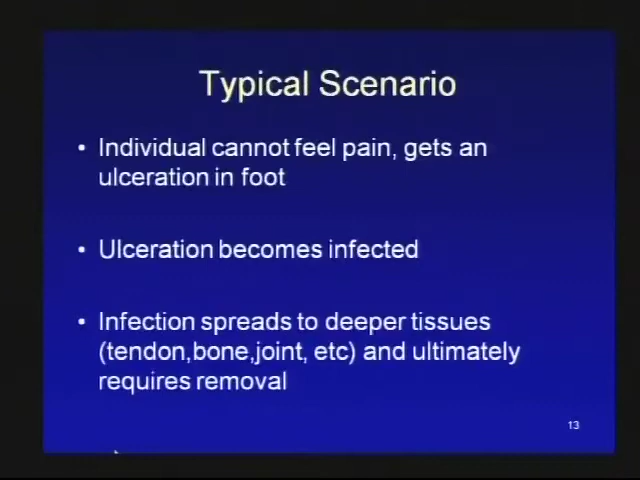 Typical Scenario
• Individual cannot feel pain, gets an
ulceration in foot
• Ulceration becomes infected
• Infection spreads to deeper tissues
(tendon,bone,joint, etc) and ultimately
requires removal
13